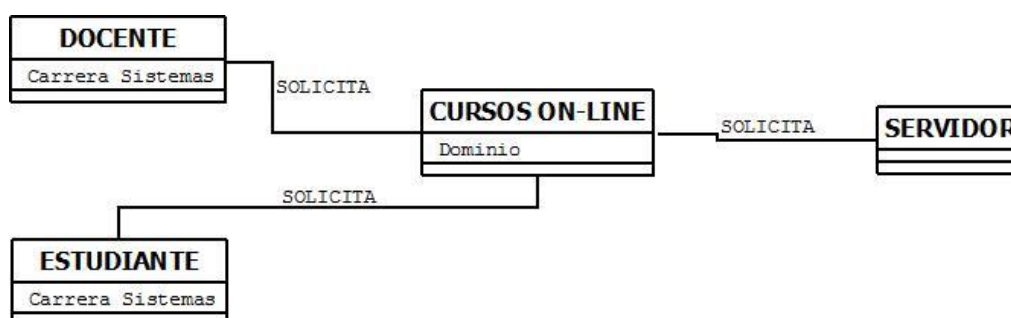 DOCENTE
Carrera Sistemas
SOLICITA
CURSOS ON-LINE
Dominio
SOLICITA
SERVIDOR
SOLICITA
ESTUDIANTE
Carrera Sistemas